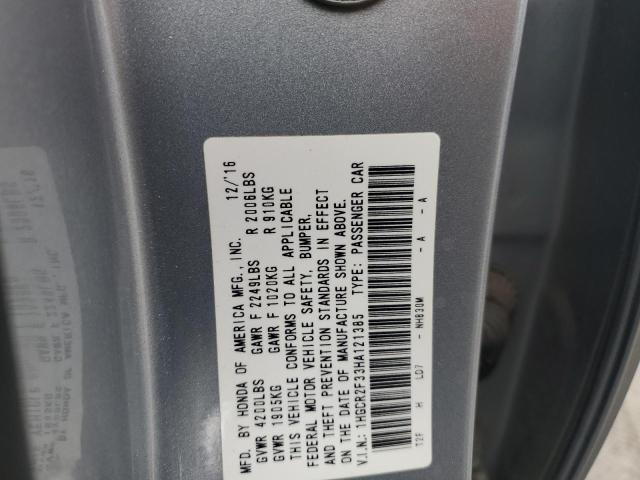 MFD. BY HONDA OF AMERICA MFG., INC. 12/'16
GVWR 4200LBS GAWR F 2249LBS R 2006LBS
GVWR 1905KG GAWR F 1020KG R 910KG
THIS VEHICLE CONFORMS TO ALL APPLICABLE
FEDERAL MOTOR VEHICLE SAFETY, BUMPER,
AND THEFT PREVENTION STANDARDS IN EFFECT
ON THE DATE OF MANUFACTURE SHOWN ABOVE.
V.I.N.: 1HGCR2F33HA121385 TYPE: PASSENGER CAR
T2F H LD7 - NH830M - A - A